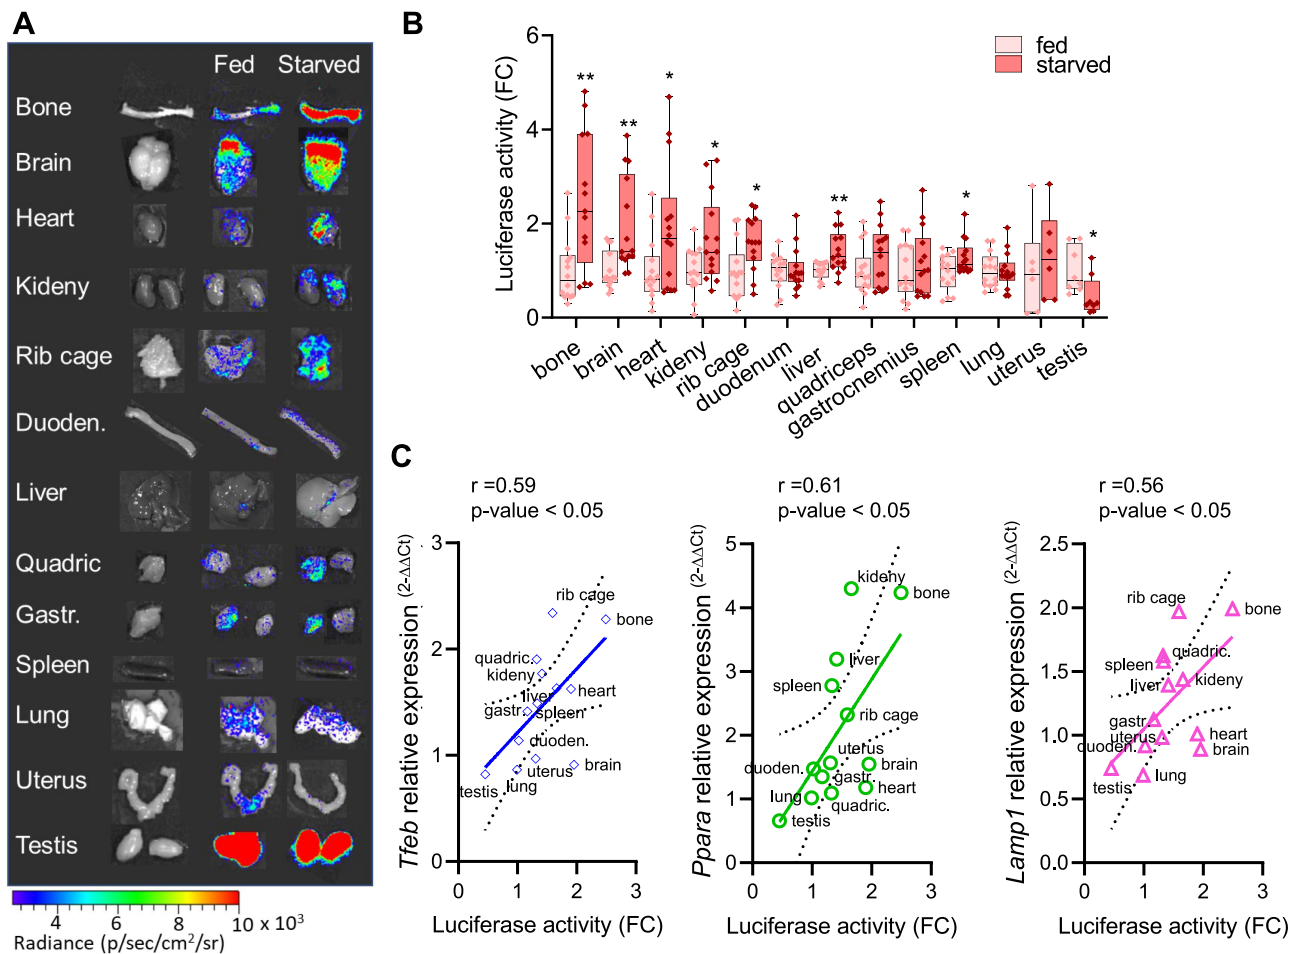 A
Fed Starved
Bone
Brain
Heart
Kideny
Rib cage
Duoden.
Liver
Quadric
Gastr.
Spleen
Lung
Uterus
Testis
4 6 8 10 x 10³
Radiance (p/sec/cm²/sr)
B
fed
starved
Luciferase activity (FC)
6
4
2
0
** ** * * * ** * *
bone brain heart kideny rib cage duodenum liver quadriceps gastrocnemius spleen lung uterus testis
C
r =0.59
p-value < 0.05
Tfeb relative expression (2-ΔΔCt)
3
2
1
0
rib cage
bone
quadric.
kideny
liver
heart
gastr.
spleen
duoden.
uterus
brain
testis
lung
0 1 2 3
Luciferase activity (FC)
r =0.61
p-value < 0.05
Ppara relative expression (2-ΔΔCt)
5
4
3
2
1
0
kideny
bone
liver
spleen
rib cage
uterus
duoden.
brain
gastr.
heart
lung
quadric.
testis
0 1 2 3
Luciferase activity (FC)
r =0.56
p-value < 0.05
Lamp1 relative expression (2-ΔΔCt)
2.5
2.0
1.5
1.0
0.5
0.0
rib cage
bone
quadric.
spleen
liver
kideny
gastr.
uterus
heart
duoden.
brain
testis
lung
0 1 2 3
Luciferase activity (FC)